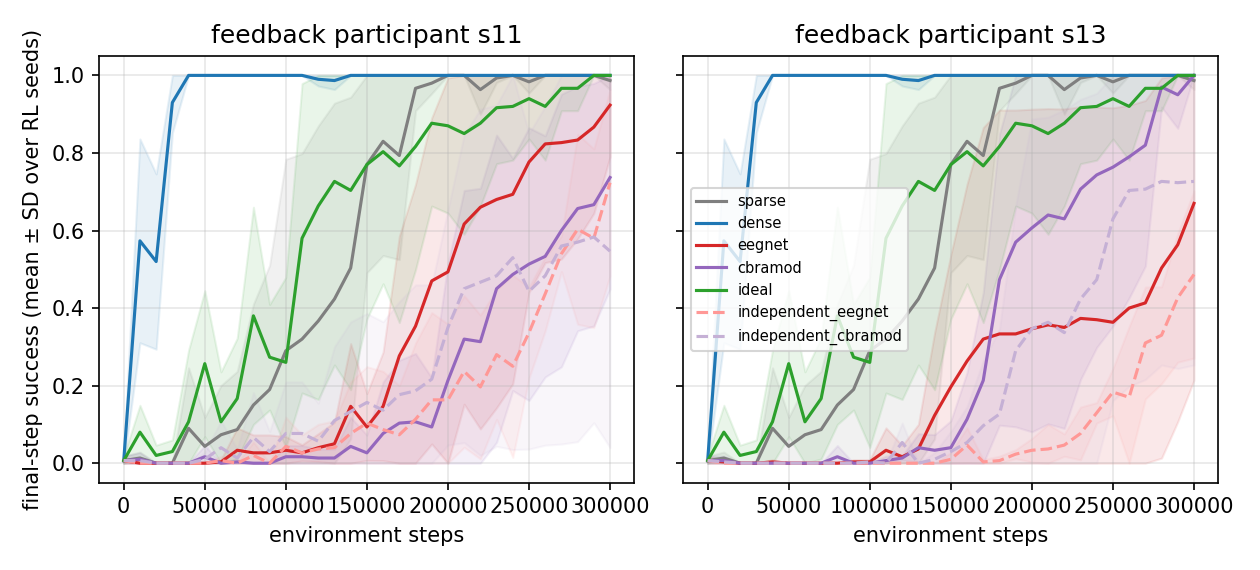 feedback participant s11
feedback participant s13
final-step success (mean ± SD over RL seeds)
1.0
0.8
0.6
0.4
0.2
0.0
0 50000 100000 150000 200000 250000 300000
environment steps
sparse
dense
eegnet
cbramod
ideal
independent_eegnet
independent_cbramod
0 50000 100000 150000 200000 250000 300000
environment steps